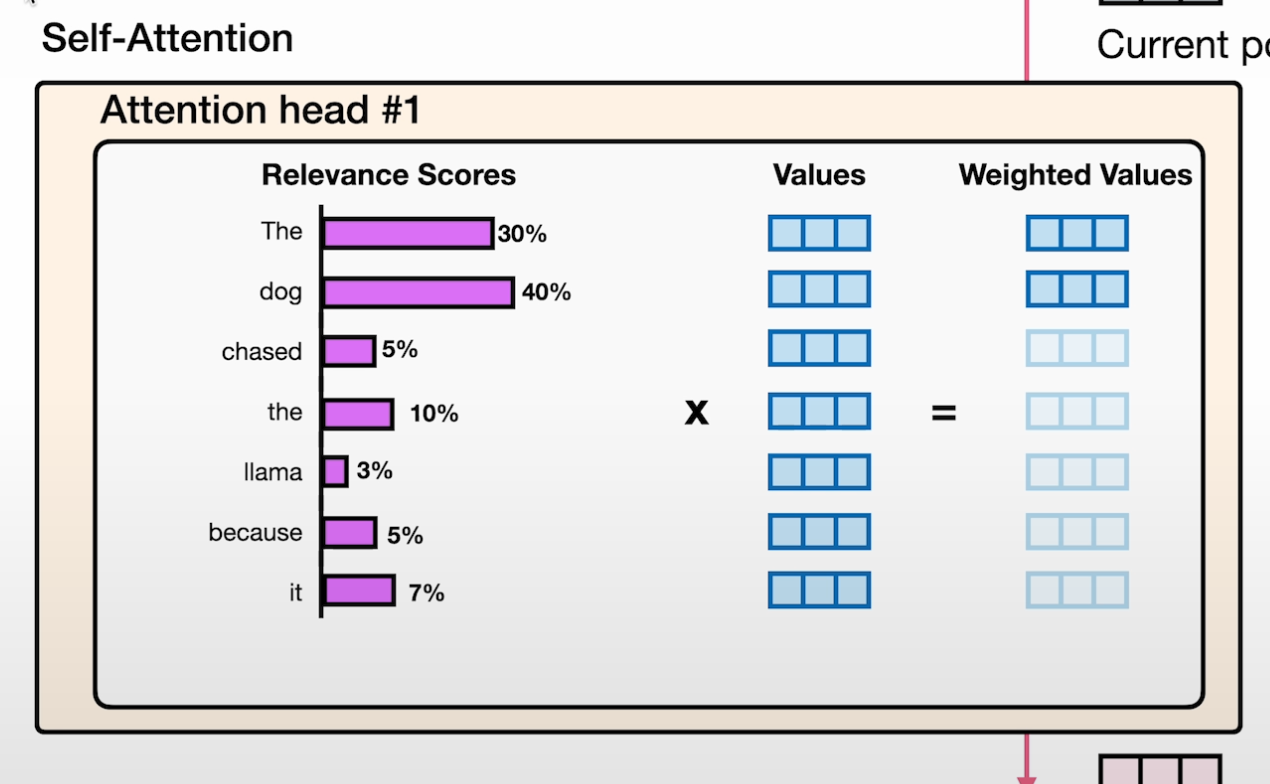 Self-Attention
Current
Attention head #1
Relevance Scores Values Weighted Values
The 30%
dog 40%
chased 5%
the 10% x =
llama 3%
because 5%
it 7%